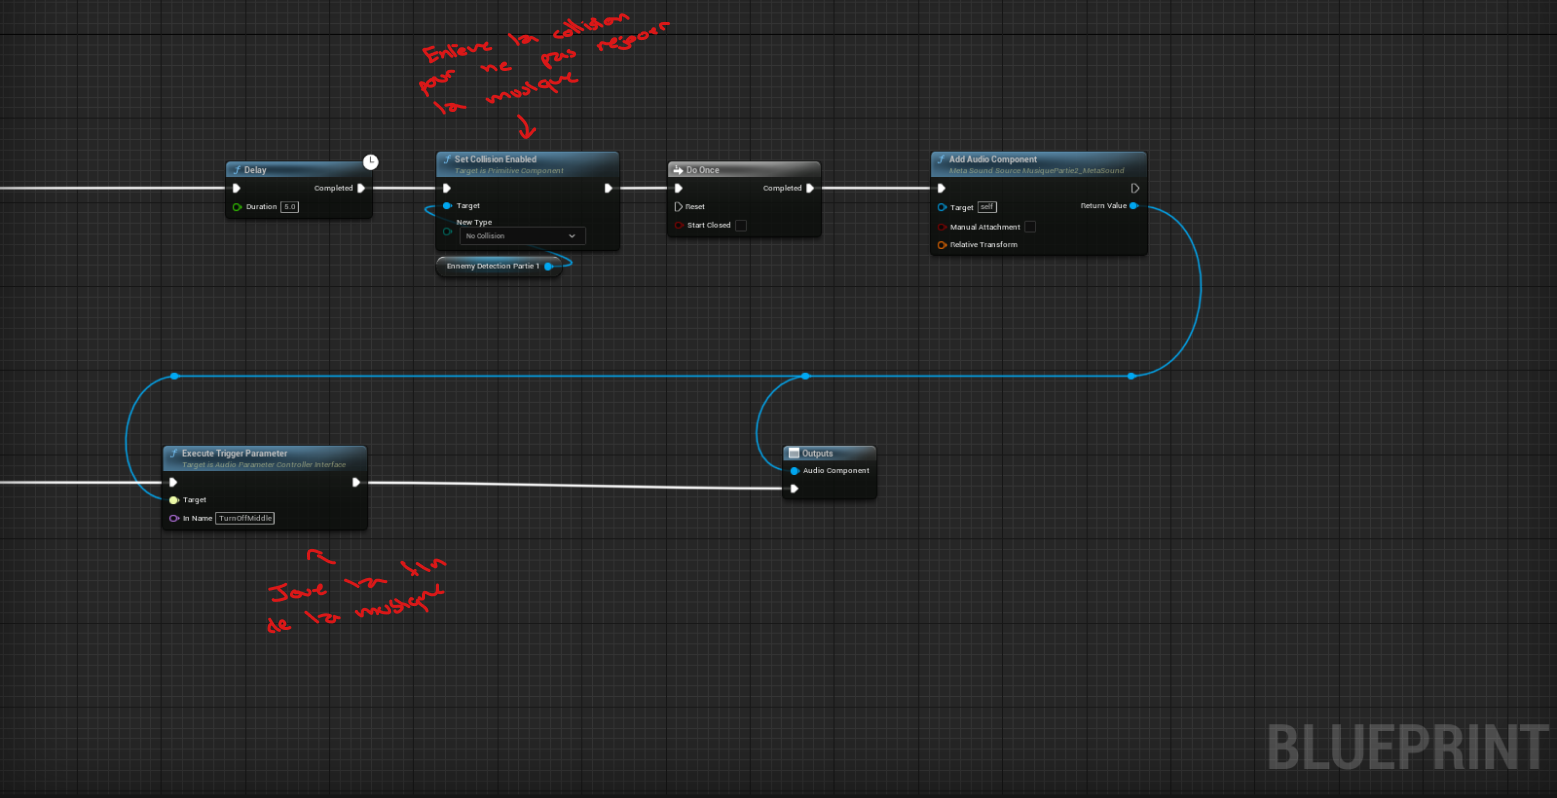 Enlève la collision
pour ne pas rejouer
la musique
Delay
Completed
Duration 5.0
Set Collision Enabled
Target is Primitive Component
Target
New Type
No Collision
Ennemy Detection Partie 1
Do Once
Completed
Reset
Start Closed
Add Audio Component
Meta Sound Source MusiquePartie2_MetaSound
Target self
Return Value
Manual Attachment
Relative Transform
Execute Trigger Parameter
Target is Audio Parameter Controller Interface
Target
In Name TurnOffMiddle
Outputs
Audio Component
Joue la fin
de la musique
BLUEPRINT